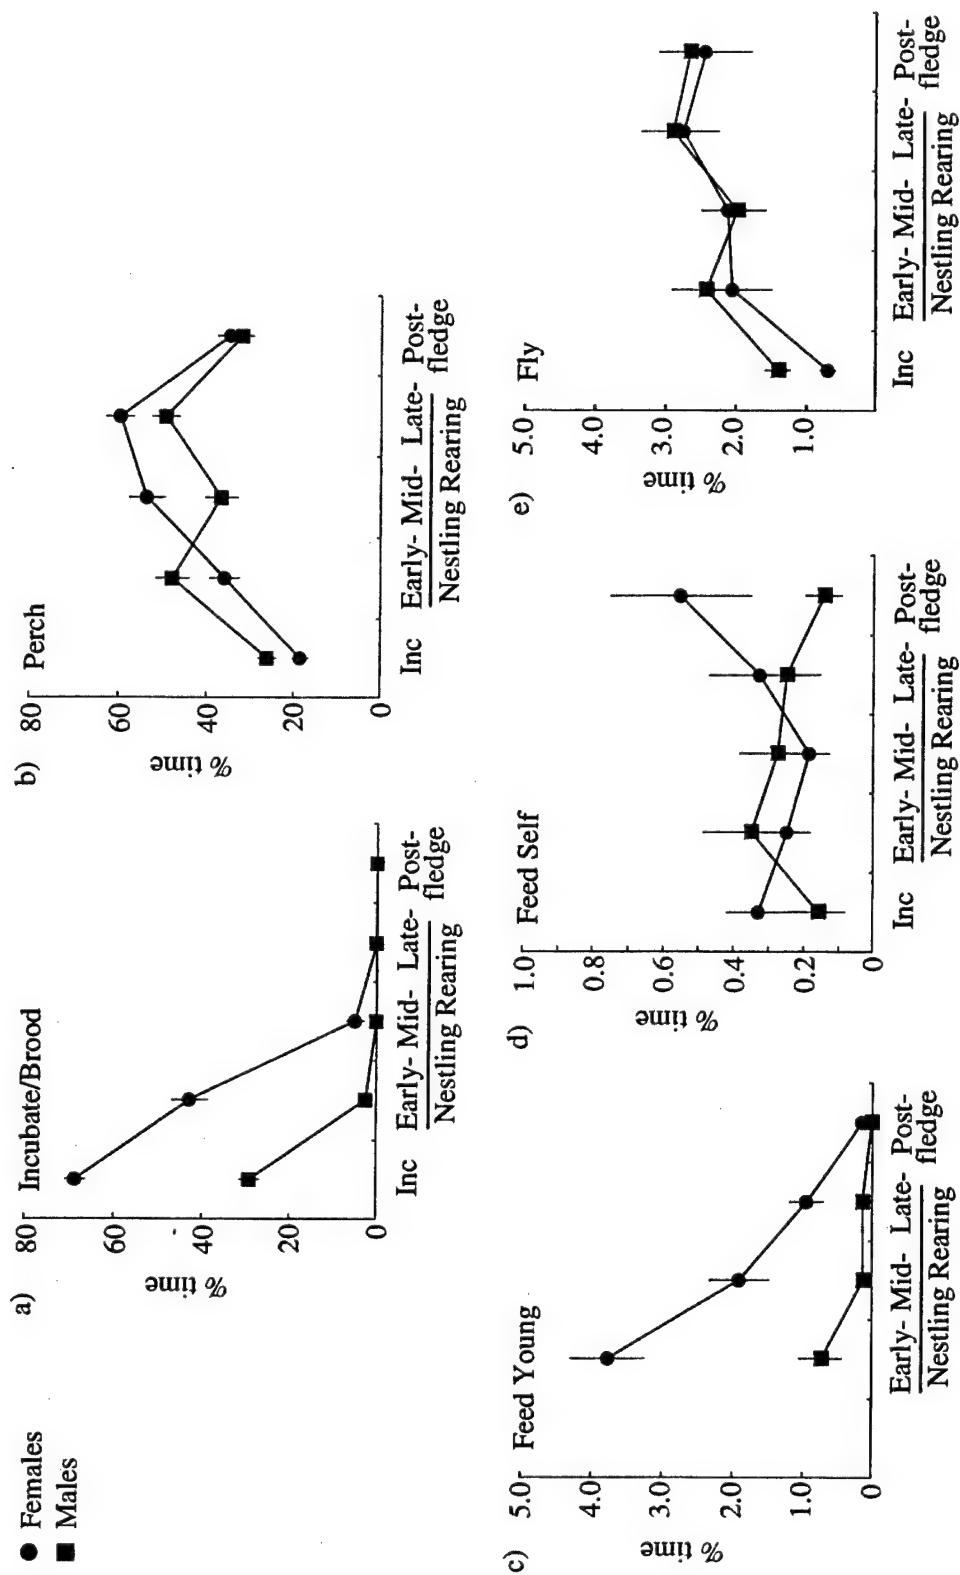 Females
Males
a)
Incubate/Brood
80
60
40
20
0
% time
Inc Early- Mid- Late- Post-
fledge
Nestling Rearing
b)
Perch
80
60
40
20
0
% time
Inc Early- Mid- Late- Post-
fledge
Nestling Rearing
c)
Feed Young
5.0
4.0
3.0
2.0
1.0
0
% time
Early- Mid- Late- Post-
fledge
Nestling Rearing
d)
Feed Self
1.0
0.8
0.6
0.4
0.2
0
% time
Inc Early- Mid- Late- Post-
fledge
Nestling Rearing
e)
Fly
5.0
4.0
3.0
2.0
1.0
% time
Inc Early- Mid- Late- Post-
fledge
Nestling Rearing